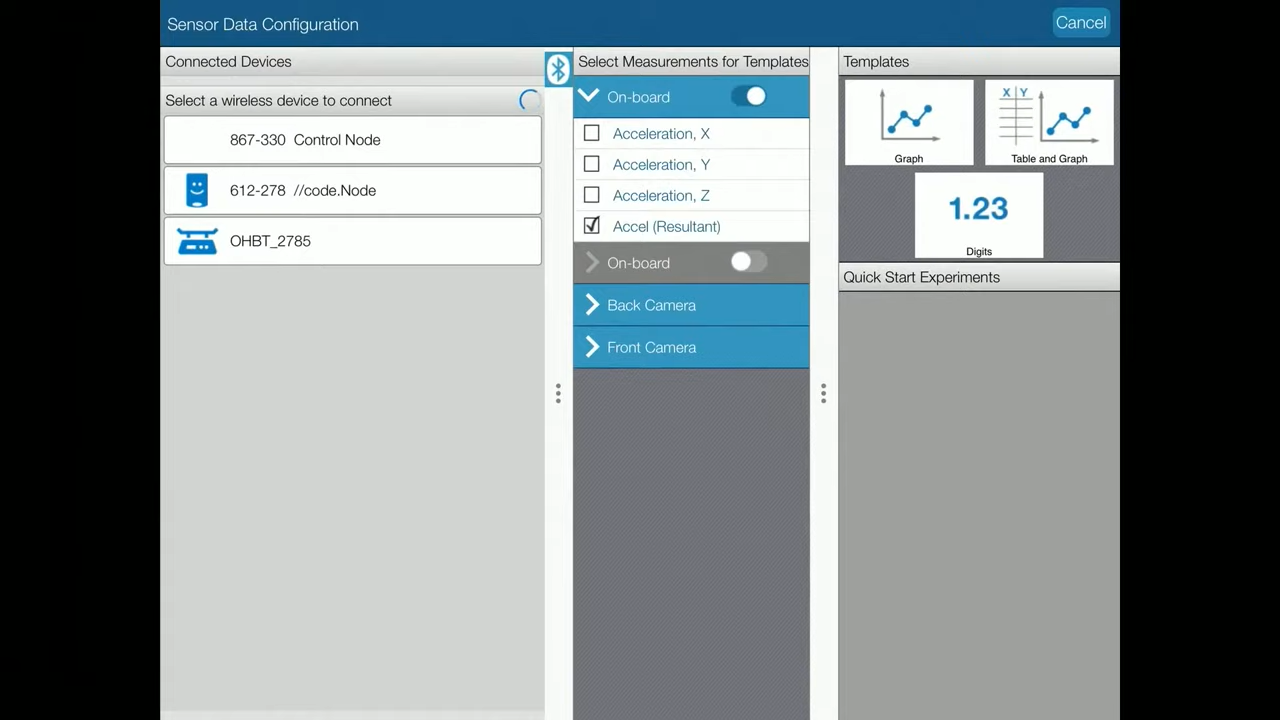 Sensor Data Configuration
Cancel
Connected Devices
Select a wireless device to connect
867-330 Control Node
612-278 //code.Node
OHBT_2785
Select Measurements for Templates
On-board
Acceleration, X
Acceleration, Y
Acceleration, Z
Accel (Resultant)
On-board
Back Camera
Front Camera
Templates
Graph
X Y
Table and Graph
1.23
Digits
Quick Start Experiments